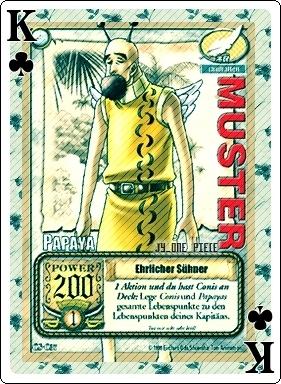 K
MUSTER
PAPAYA
JY ONE PIECE
POWER
200
1
Ehrlicher Sühner
1 Aktion und du hast Conis an
Deck: Lege Conis und Papayas
gesamte Lebenspunkte zu den
Lebenspunkten deines Kapitäns.
K